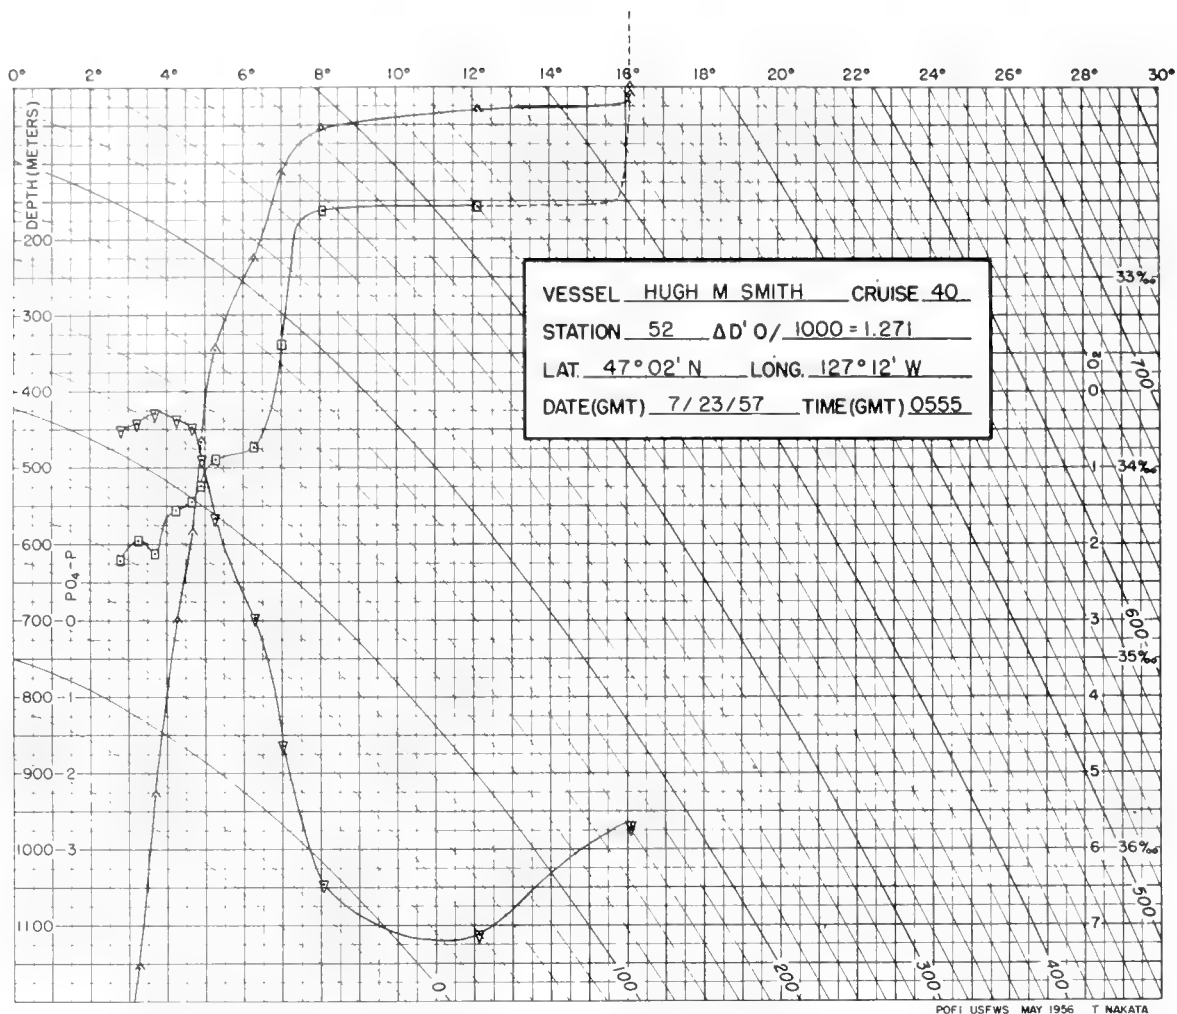 0° 2° 4° 6° 8° 10° 12° 14° 16° 18° 20° 22° 24° 26° 28° 30°
DEPTH (METERS)
200
300
400
500
600
700
800
900
1000
1100
PO₄-P
0
1
2
3
VESSEL HUGH M SMITH CRUISE 40
STATION 52 ΔD' 0/ 1000 = 1.271
LAT. 47° 02' N LONG. 127° 12' W
DATE (GMT) 7/23/57 TIME (GMT) 0555
O₂
0
1
2
3
4
5
6
7
33‰
34‰
35‰
36‰
700
600
500
0 100 200 300 400
POFI USFWS MAY 1956 T NAKATA